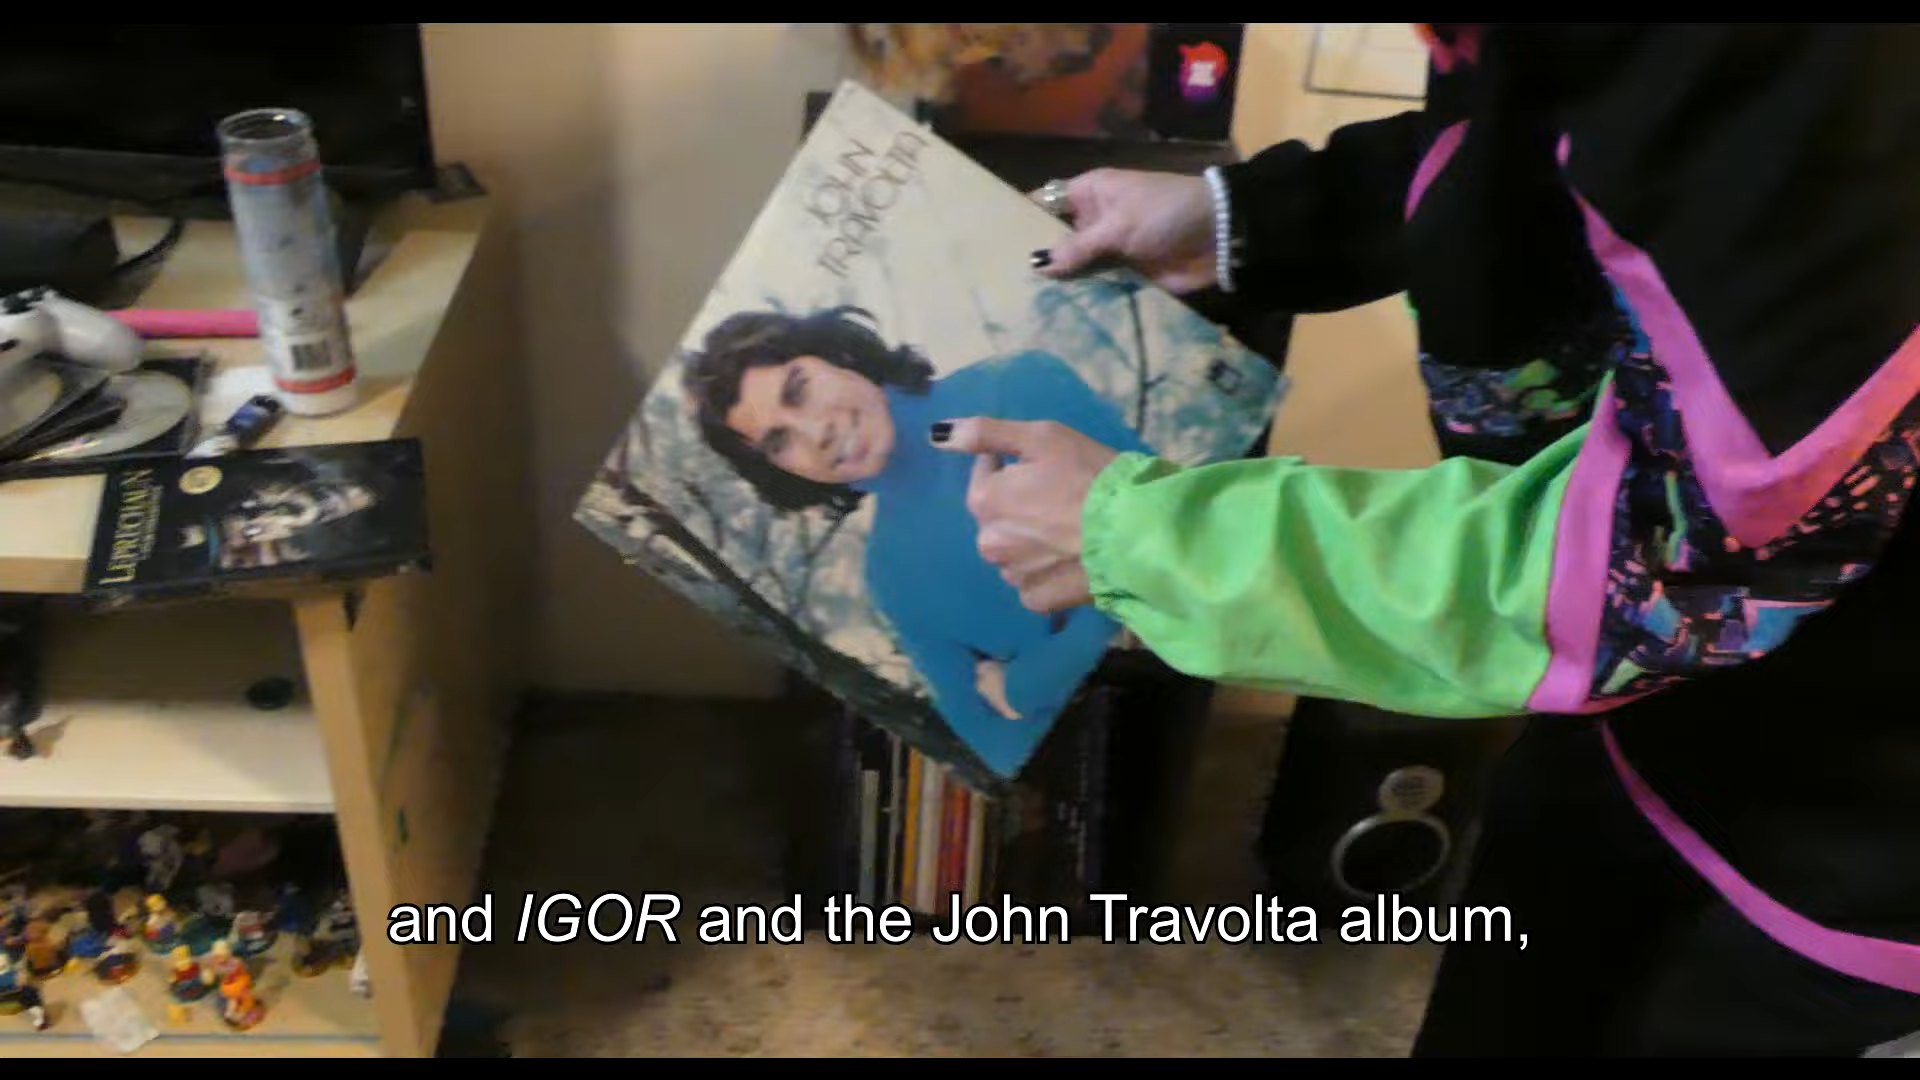 JOHN
TRAVOLTA
LEPRECHAUN
and IGOR and the John Travolta album,